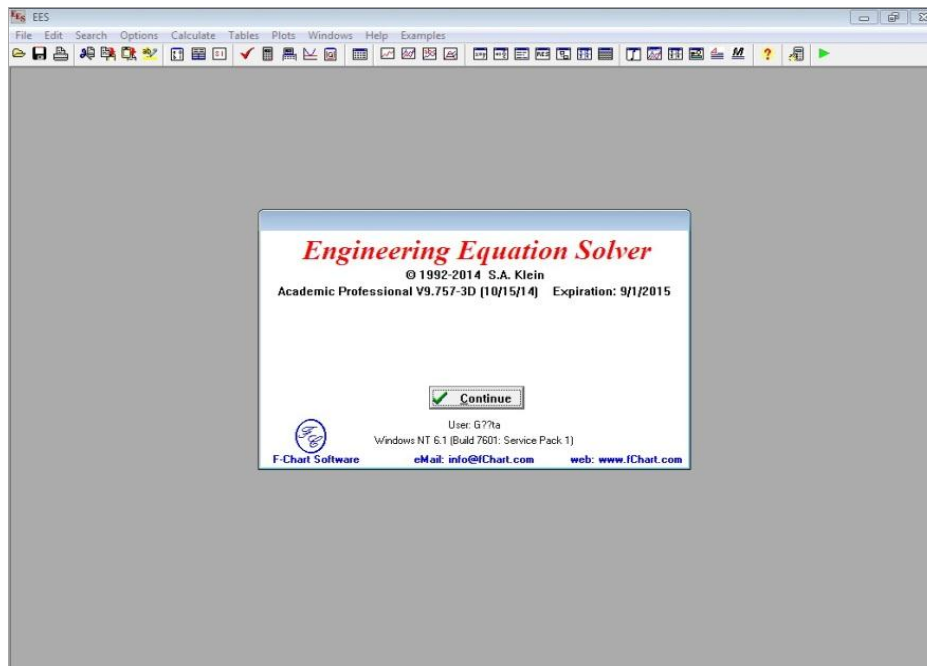 EES
File Edit Search Options Calculate Tables Plots Windows Help Examples
Engineering Equation Solver
© 1992-2014 S.A. Klein
Academic Professional V9.757-3D (10/15/14) Expiration: 9/1/2015
Continue
User: G??ta
Windows NT 6.1 (Build 7601: Service Pack 1)
F-Chart Software eMail: info@fChart.com web: www.fChart.com